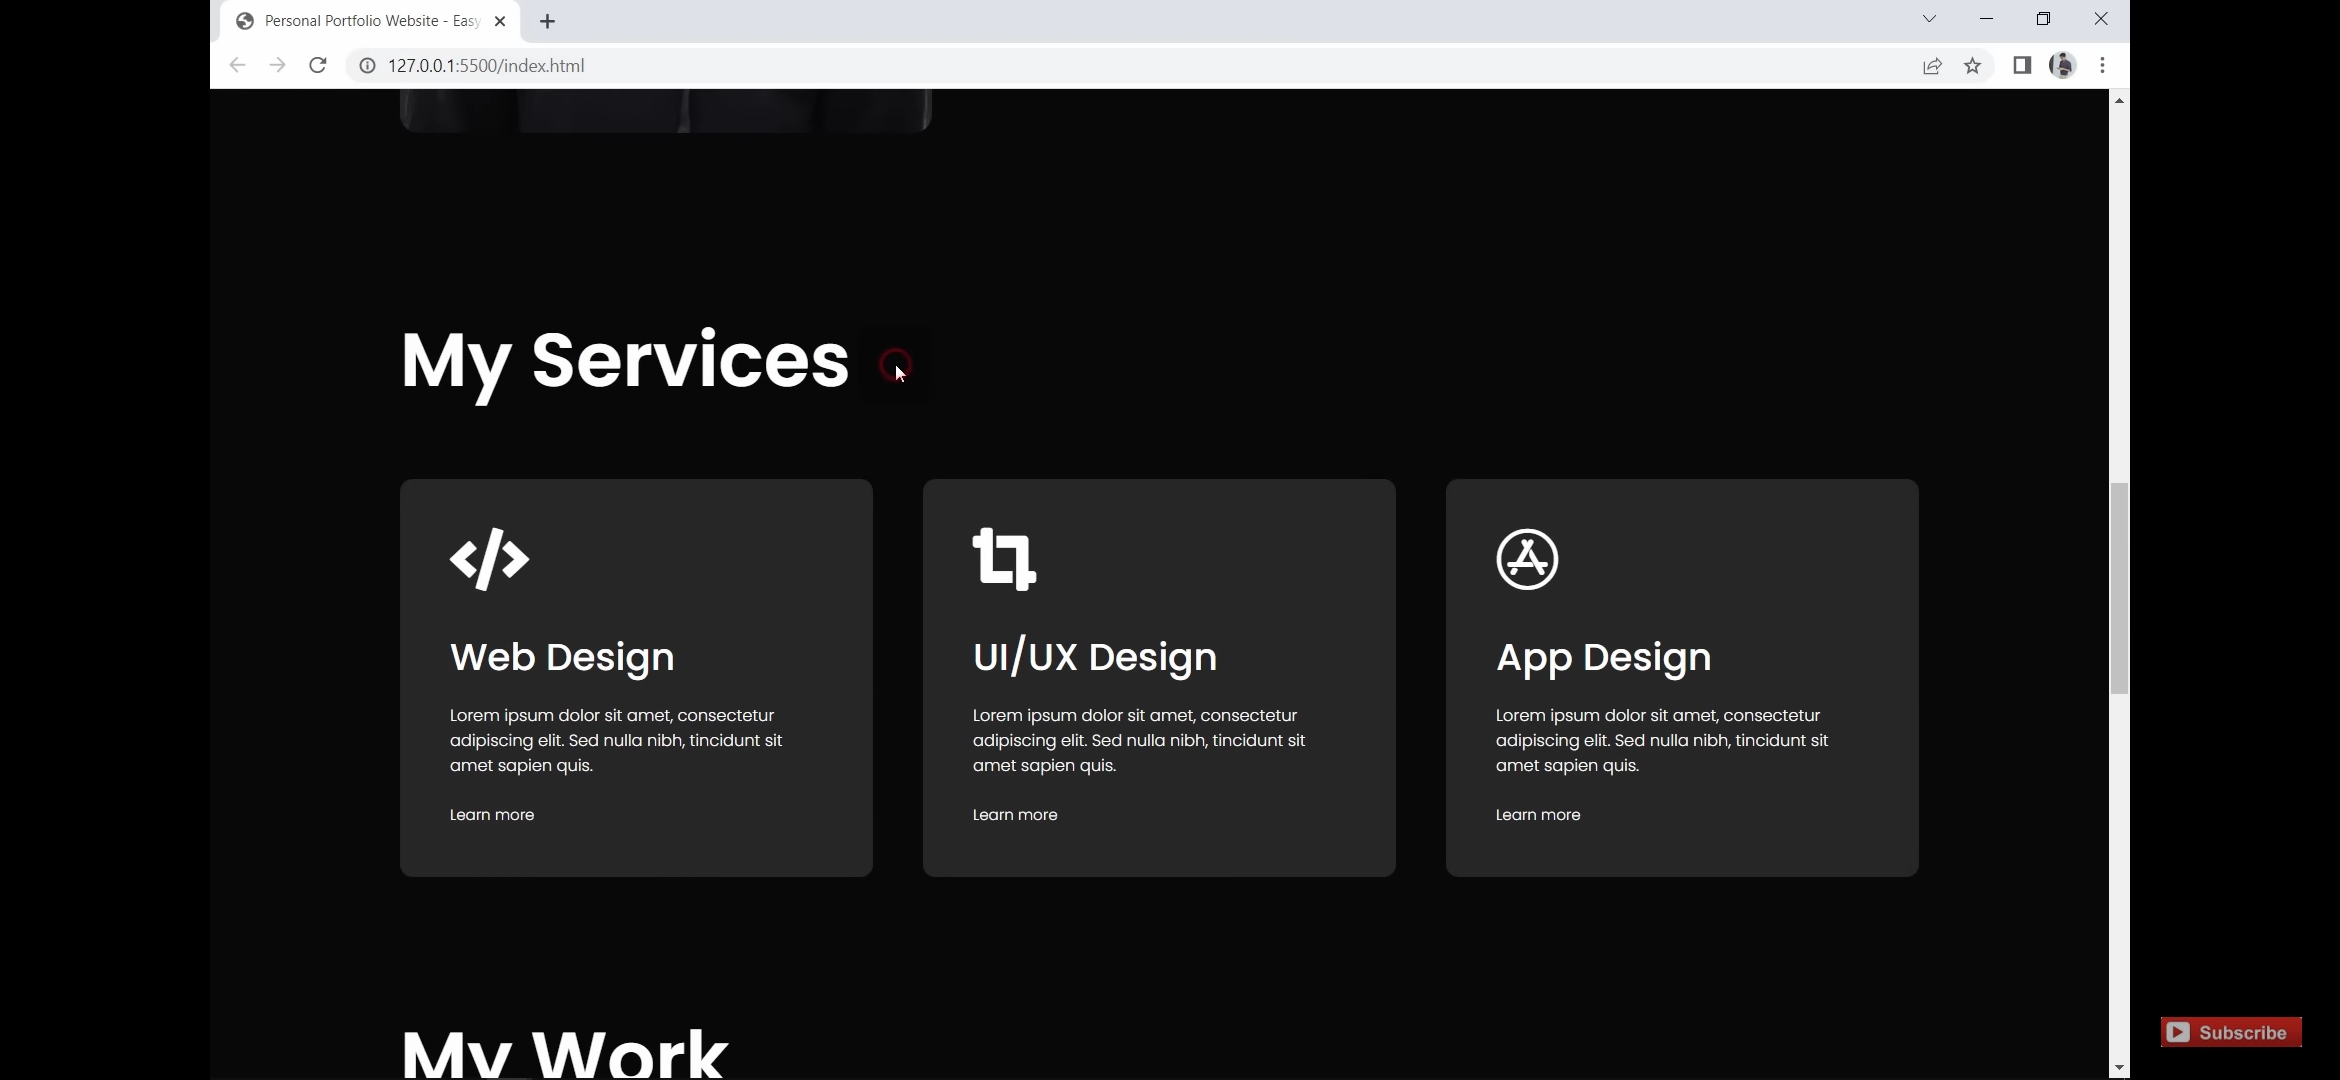 Personal Portfolio Website - Easy
127.0.0.1:5500/index.html
My Services
Web Design
Lorem ipsum dolor sit amet, consectetur
adipiscing elit. Sed nulla nibh, tincidunt sit
amet sapien quis.
Learn more
UI/UX Design
Lorem ipsum dolor sit amet, consectetur
adipiscing elit. Sed nulla nibh, tincidunt sit
amet sapien quis.
Learn more
App Design
Lorem ipsum dolor sit amet, consectetur
adipiscing elit. Sed nulla nibh, tincidunt sit
amet sapien quis.
Learn more
My Work
Subscribe